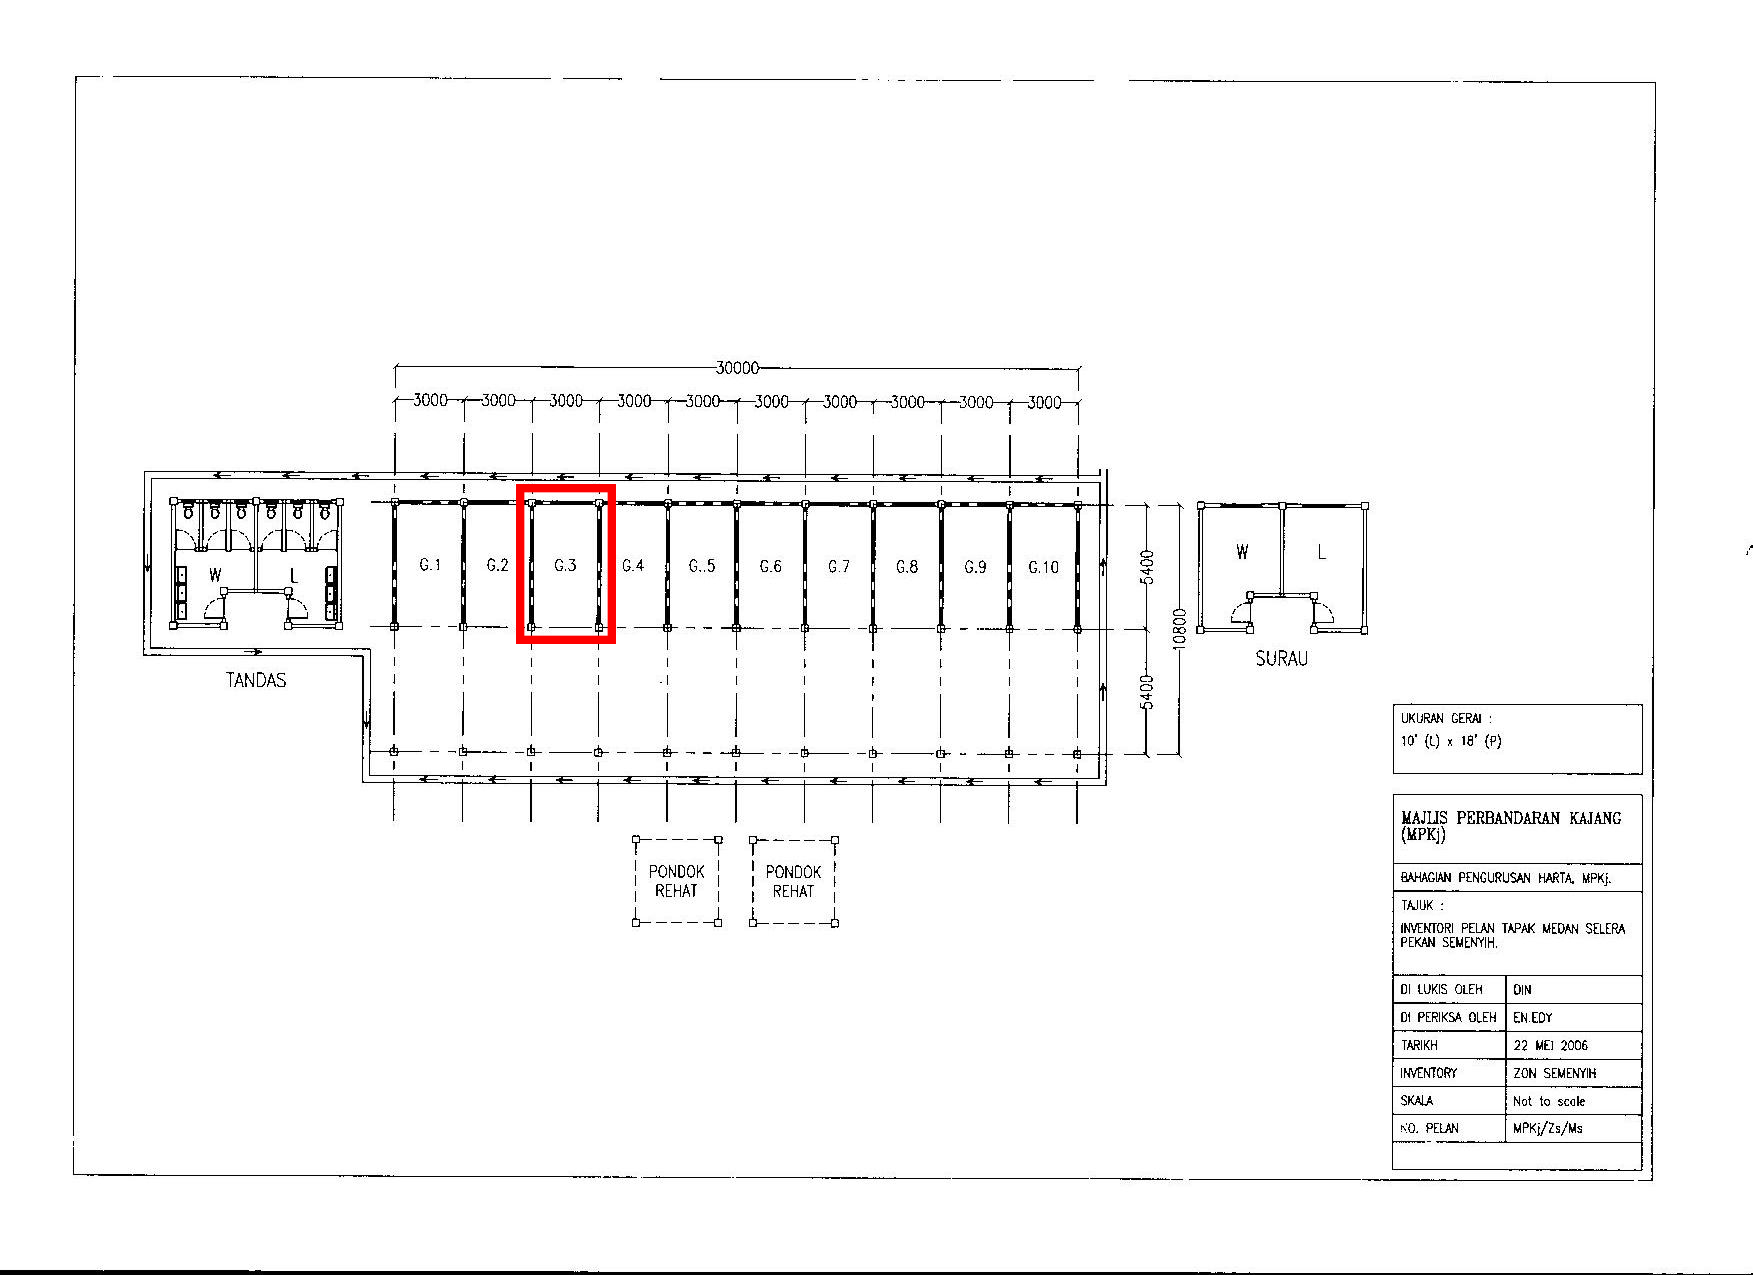 30000
3000 3000 3000 3000 3000 3000 3000 3000 3000 3000
G.1 G.2 G.3 G.4 G..5 G.6 G.7 G.8 G.9 G.10
W L
TANDAS
5400
10800
5400
W L
SURAU
PONDOK
REHAT
PONDOK
REHAT
UKURAN GERAI :
10' (L) x 18' (P)
MAJLIS PERBANDARAN KAJANG
(MPKj)
BAHAGIAN PENGURUSAN HARTA, MPKj.
TAJUK :
INVENTORI PELAN TAPAK MEDAN SELERA
PEKAN SEMENYIH.
DI LUKIS OLEH DIN
DI PERIKSA OLEH EN.EDY
TARIKH 22 MEI 2006
INVENTORY ZON SEMENYIH
SKALA Not to scale
NO. PELAN MPKj/Zs/Ms